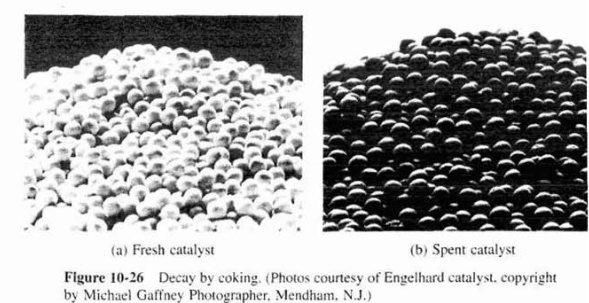 (a) Fresh catalyst
(b) Spent catalyst
Figure 10-26 Decay by coking. (Photos courtesy of Engelhard catalyst. copyright
by Michael Gaffney Photographer, Mendham, N.J.)